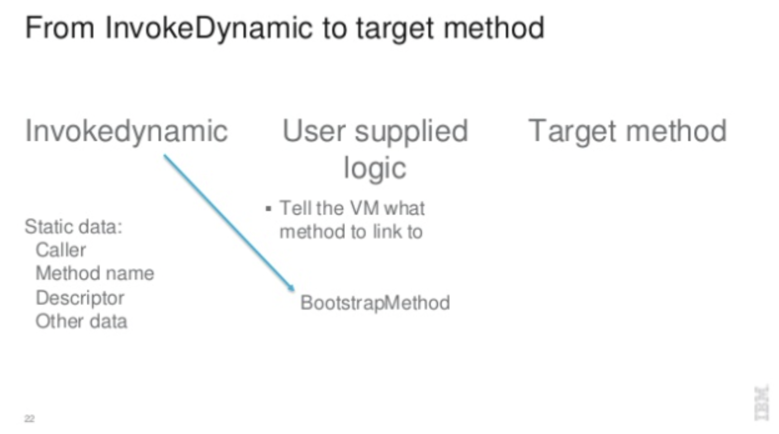 From InvokeDynamic to target method
Invokedynamic
User supplied
logic
Target method
▪ Tell the VM what
method to link to
Static data:
Caller
Method name
Descriptor
Other data
BootstrapMethod
22
IBM